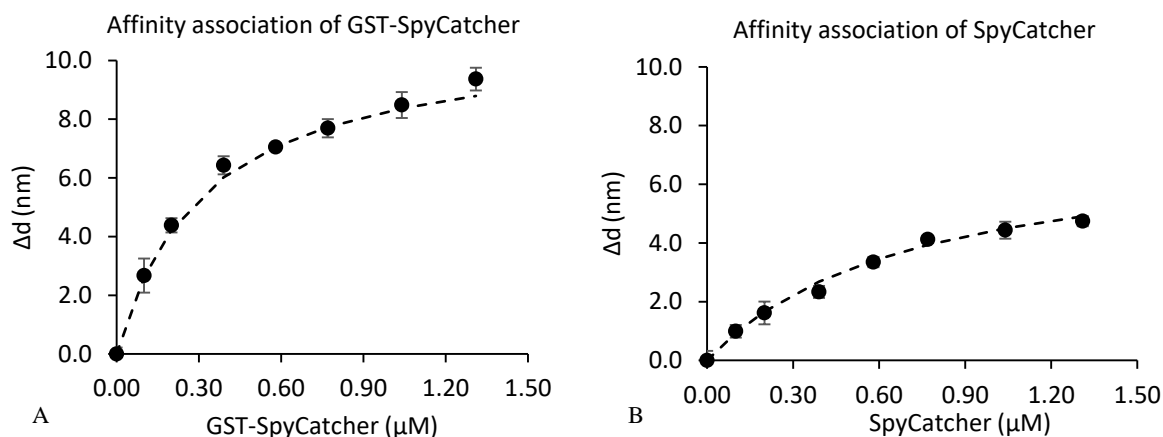 Affinity association of GST-SpyCatcher
10.0
8.0
6.0
4.0
2.0
0.0
Δd (nm)
0.00 0.30 0.60 0.90 1.20 1.50
GST-SpyCatcher (µM)
A
Affinity association of SpyCatcher
10.0
8.0
6.0
4.0
2.0
0.0
Δd (nm)
0.00 0.30 0.60 0.90 1.20 1.50
SpyCatcher (µM)
B